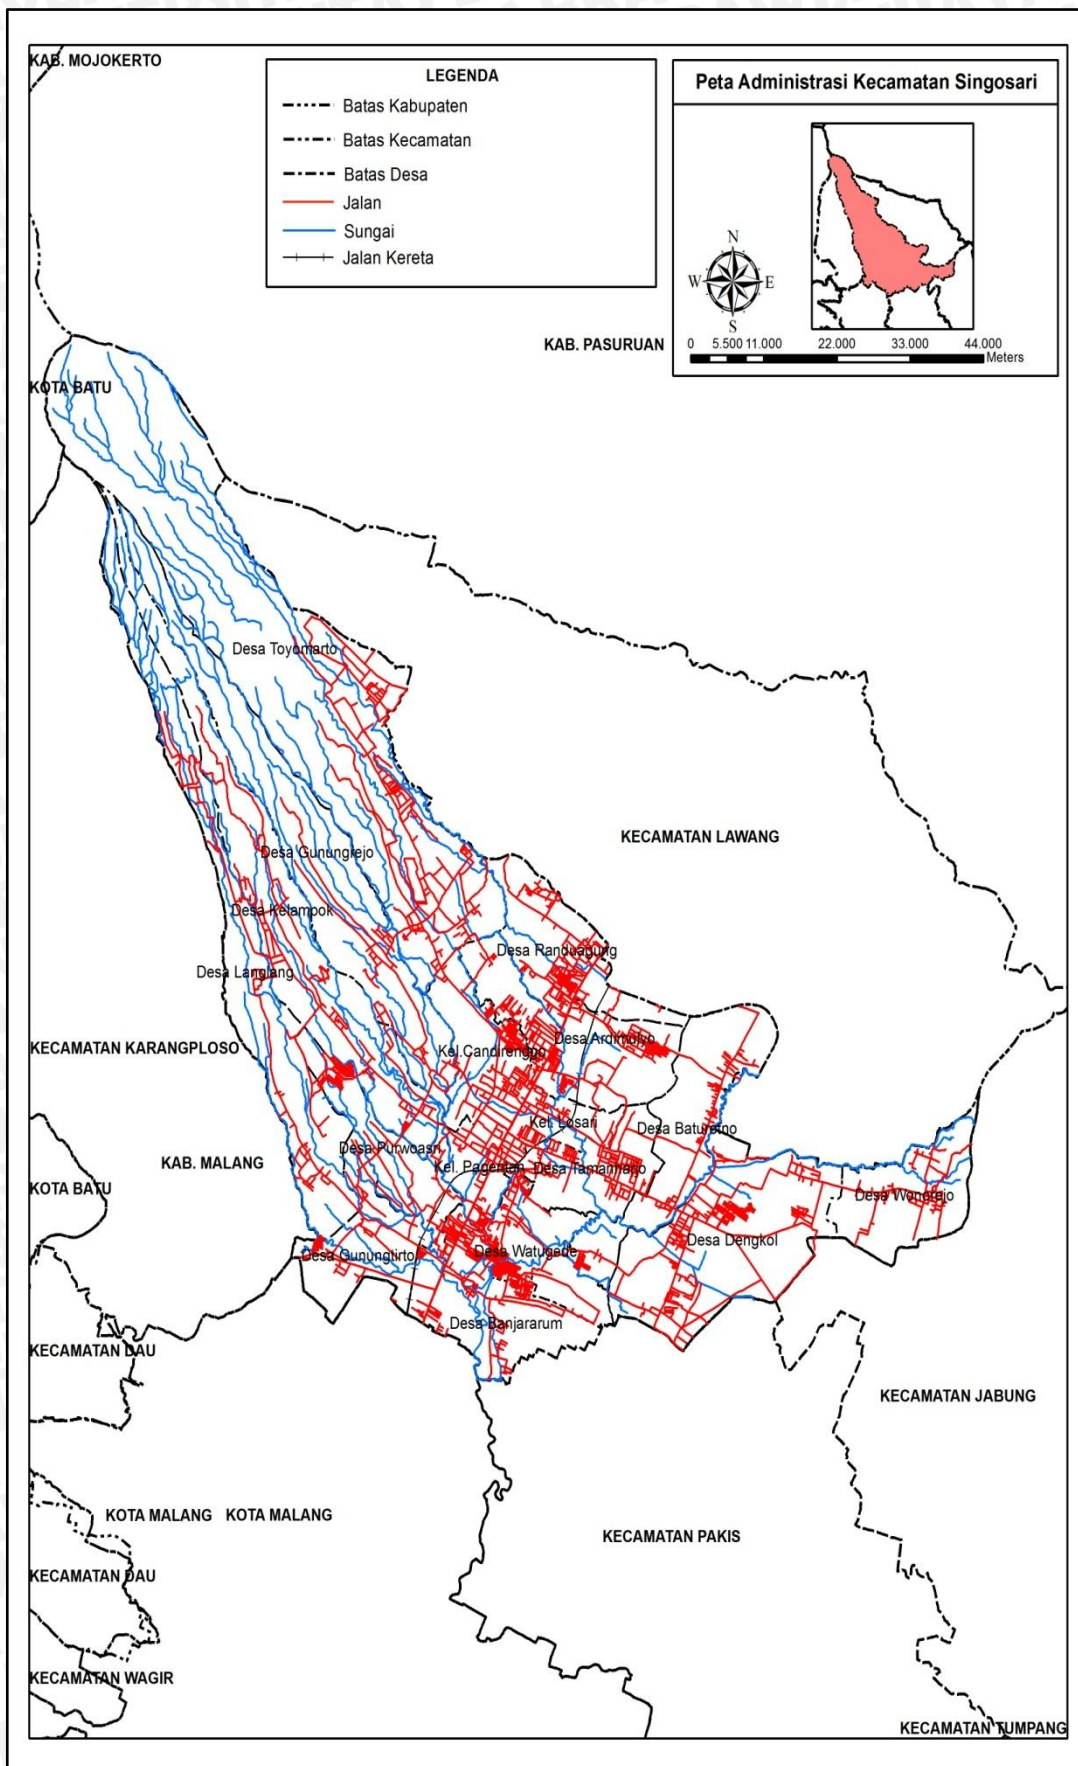 KAB. MOJOKERTO
LEGENDA
Batas Kabupaten
Batas Kecamatan
Batas Desa
Jalan
Sungai
Jalan Kereta
Peta Administrasi Kecamatan Singosari
N
W E
S
0 5.500 11.000 22.000 33.000 44.000
Meters
KAB. PASURUAN
KOTA BATU
Desa Toyomarto
KECAMATAN LAWANG
Desa Gunungrejo
Desa Kelampok
Desa Randuagung
Desa Langlang
Desa Ardimulyo
KECAMATAN KARANGPLOSO
Kel.Candirenggo
Kel. Losari
Desa Baturetno
Desa Purwoasri
KAB. MALANG
Kel. Pagentan
Desa Tamanharjo
KOTA BATU
Desa Wonorejo
Desa Dengkol
Desa Gunungtirto
Desa Watugede
Desa Banjararum
KECAMATAN DAU
KECAMATAN JABUNG
KOTA MALANG KOTA MALANG
KECAMATAN PAKIS
KECAMATAN DAU
KECAMATAN WAGIR
KECAMATAN TUMPANG